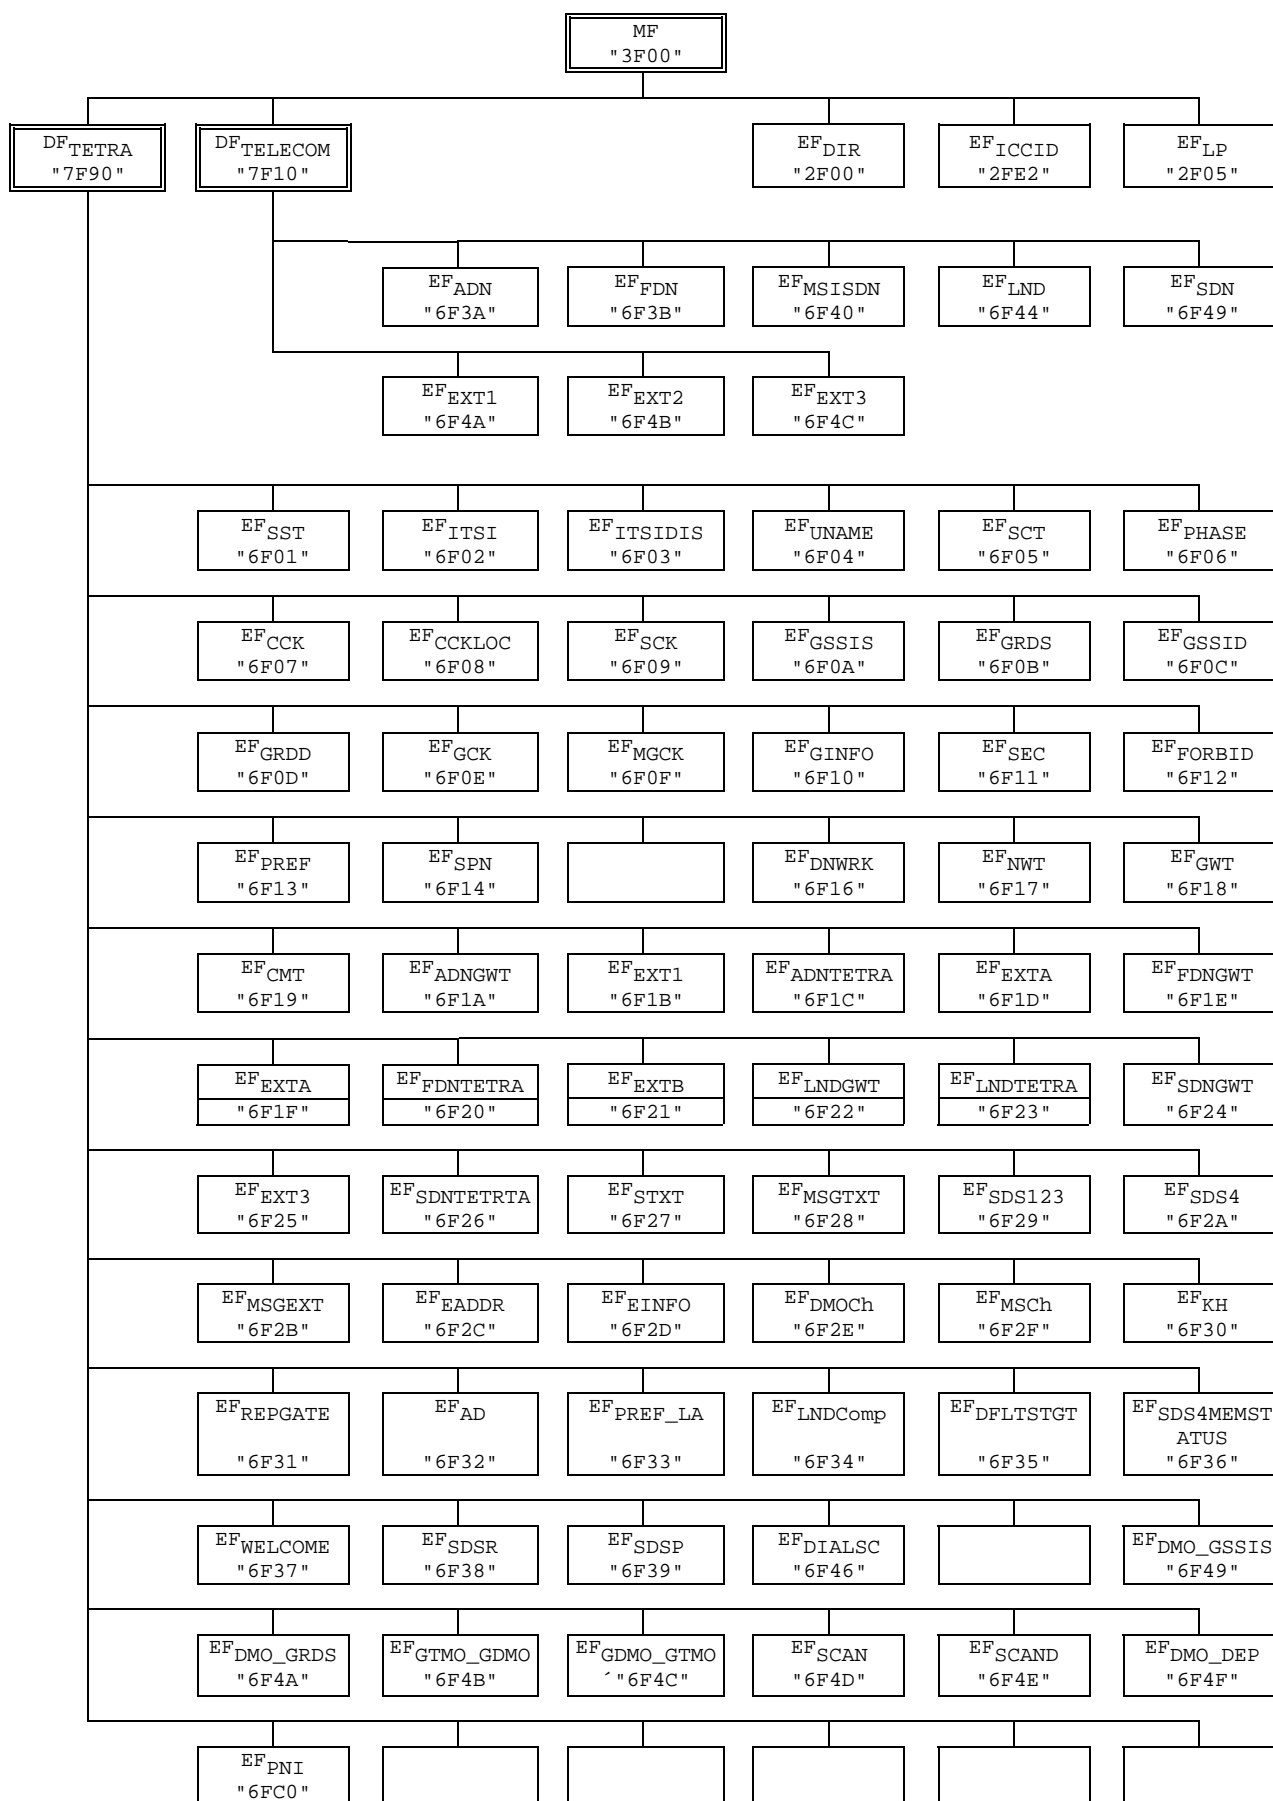 MF
"3F00"
DFTETRA DFTELECOM EFDIR EFICCID EFLP
"7F90" "7F10" "2F00" "2FE2" "2F05"
EFADN EFFDN EFMSISDN EFLND EFSDN
"6F3A" "6F3B" "6F40" "6F44" "6F49"
EFEXT1 EFEXT2 EFEXT3
"6F4A" "6F4B" "6F4C"
EFSST EFITSI EFITSIDIS EFUNAME EFSCT EFPHASE
"6F01" "6F02" "6F03" "6F04" "6F05" "6F06"
EFCCK EFCCKLOC EFSCK EFGSSIS EFGRDS EFGSSID
"6F07" "6F08" "6F09" "6F0A" "6F0B" "6F0C"
EFGRDD EFGCK EFMGCK EFGINFO EFSEC EFFORBID
"6F0D" "6F0E" "6F0F" "6F10" "6F11" "6F12"
EFPREF EFSPN EFDNWRK EFNWT EFGWT
"6F13" "6F14" "6F16" "6F17" "6F18"
EFCMT EFADNGWT EFEXT1 EFADNTETRA EFEXTA EFFDNGWT
"6F19" "6F1A" "6F1B" "6F1C" "6F1D" "6F1E"
EFEXTA EFFDNTETRA EFEXTB EFLNDGWT EFLNDTETRA EFSDNGWT
"6F1F" "6F20" "6F21" "6F22" "6F23" "6F24"
EFEXT3 EFSDNTETRTA EFSTXT EFMSGTXT EFSDS123 EFSDS4
"6F25" "6F26" "6F27" "6F28" "6F29" "6F2A"
EFMSGEXT EFEADDR EFEINFO EFDMOCh EFMSCh EFKH
"6F2B" "6F2C" "6F2D" "6F2E" "6F2F" "6F30"
EFREPGATE EFAD EFPREF_LA EFLNDComp EFDFLTSTGT EFSDS4MEMST
ATUS
"6F31" "6F32" "6F33" "6F34" "6F35" "6F36"
EFWELCOME EFSDSR EFSDSP EFDIALSC EFDMO_GSSIS
"6F37" "6F38" "6F39" "6F46" "6F49"
EFDMO_GRDS EFGTMO_GDMO EFGDMO_GTMO EFSCAN EFSCAND EFDMO_DEP
"6F4A" "6F4B" ´"6F4C" "6F4D" "6F4E" "6F4F"
EFPNI
"6FC0"